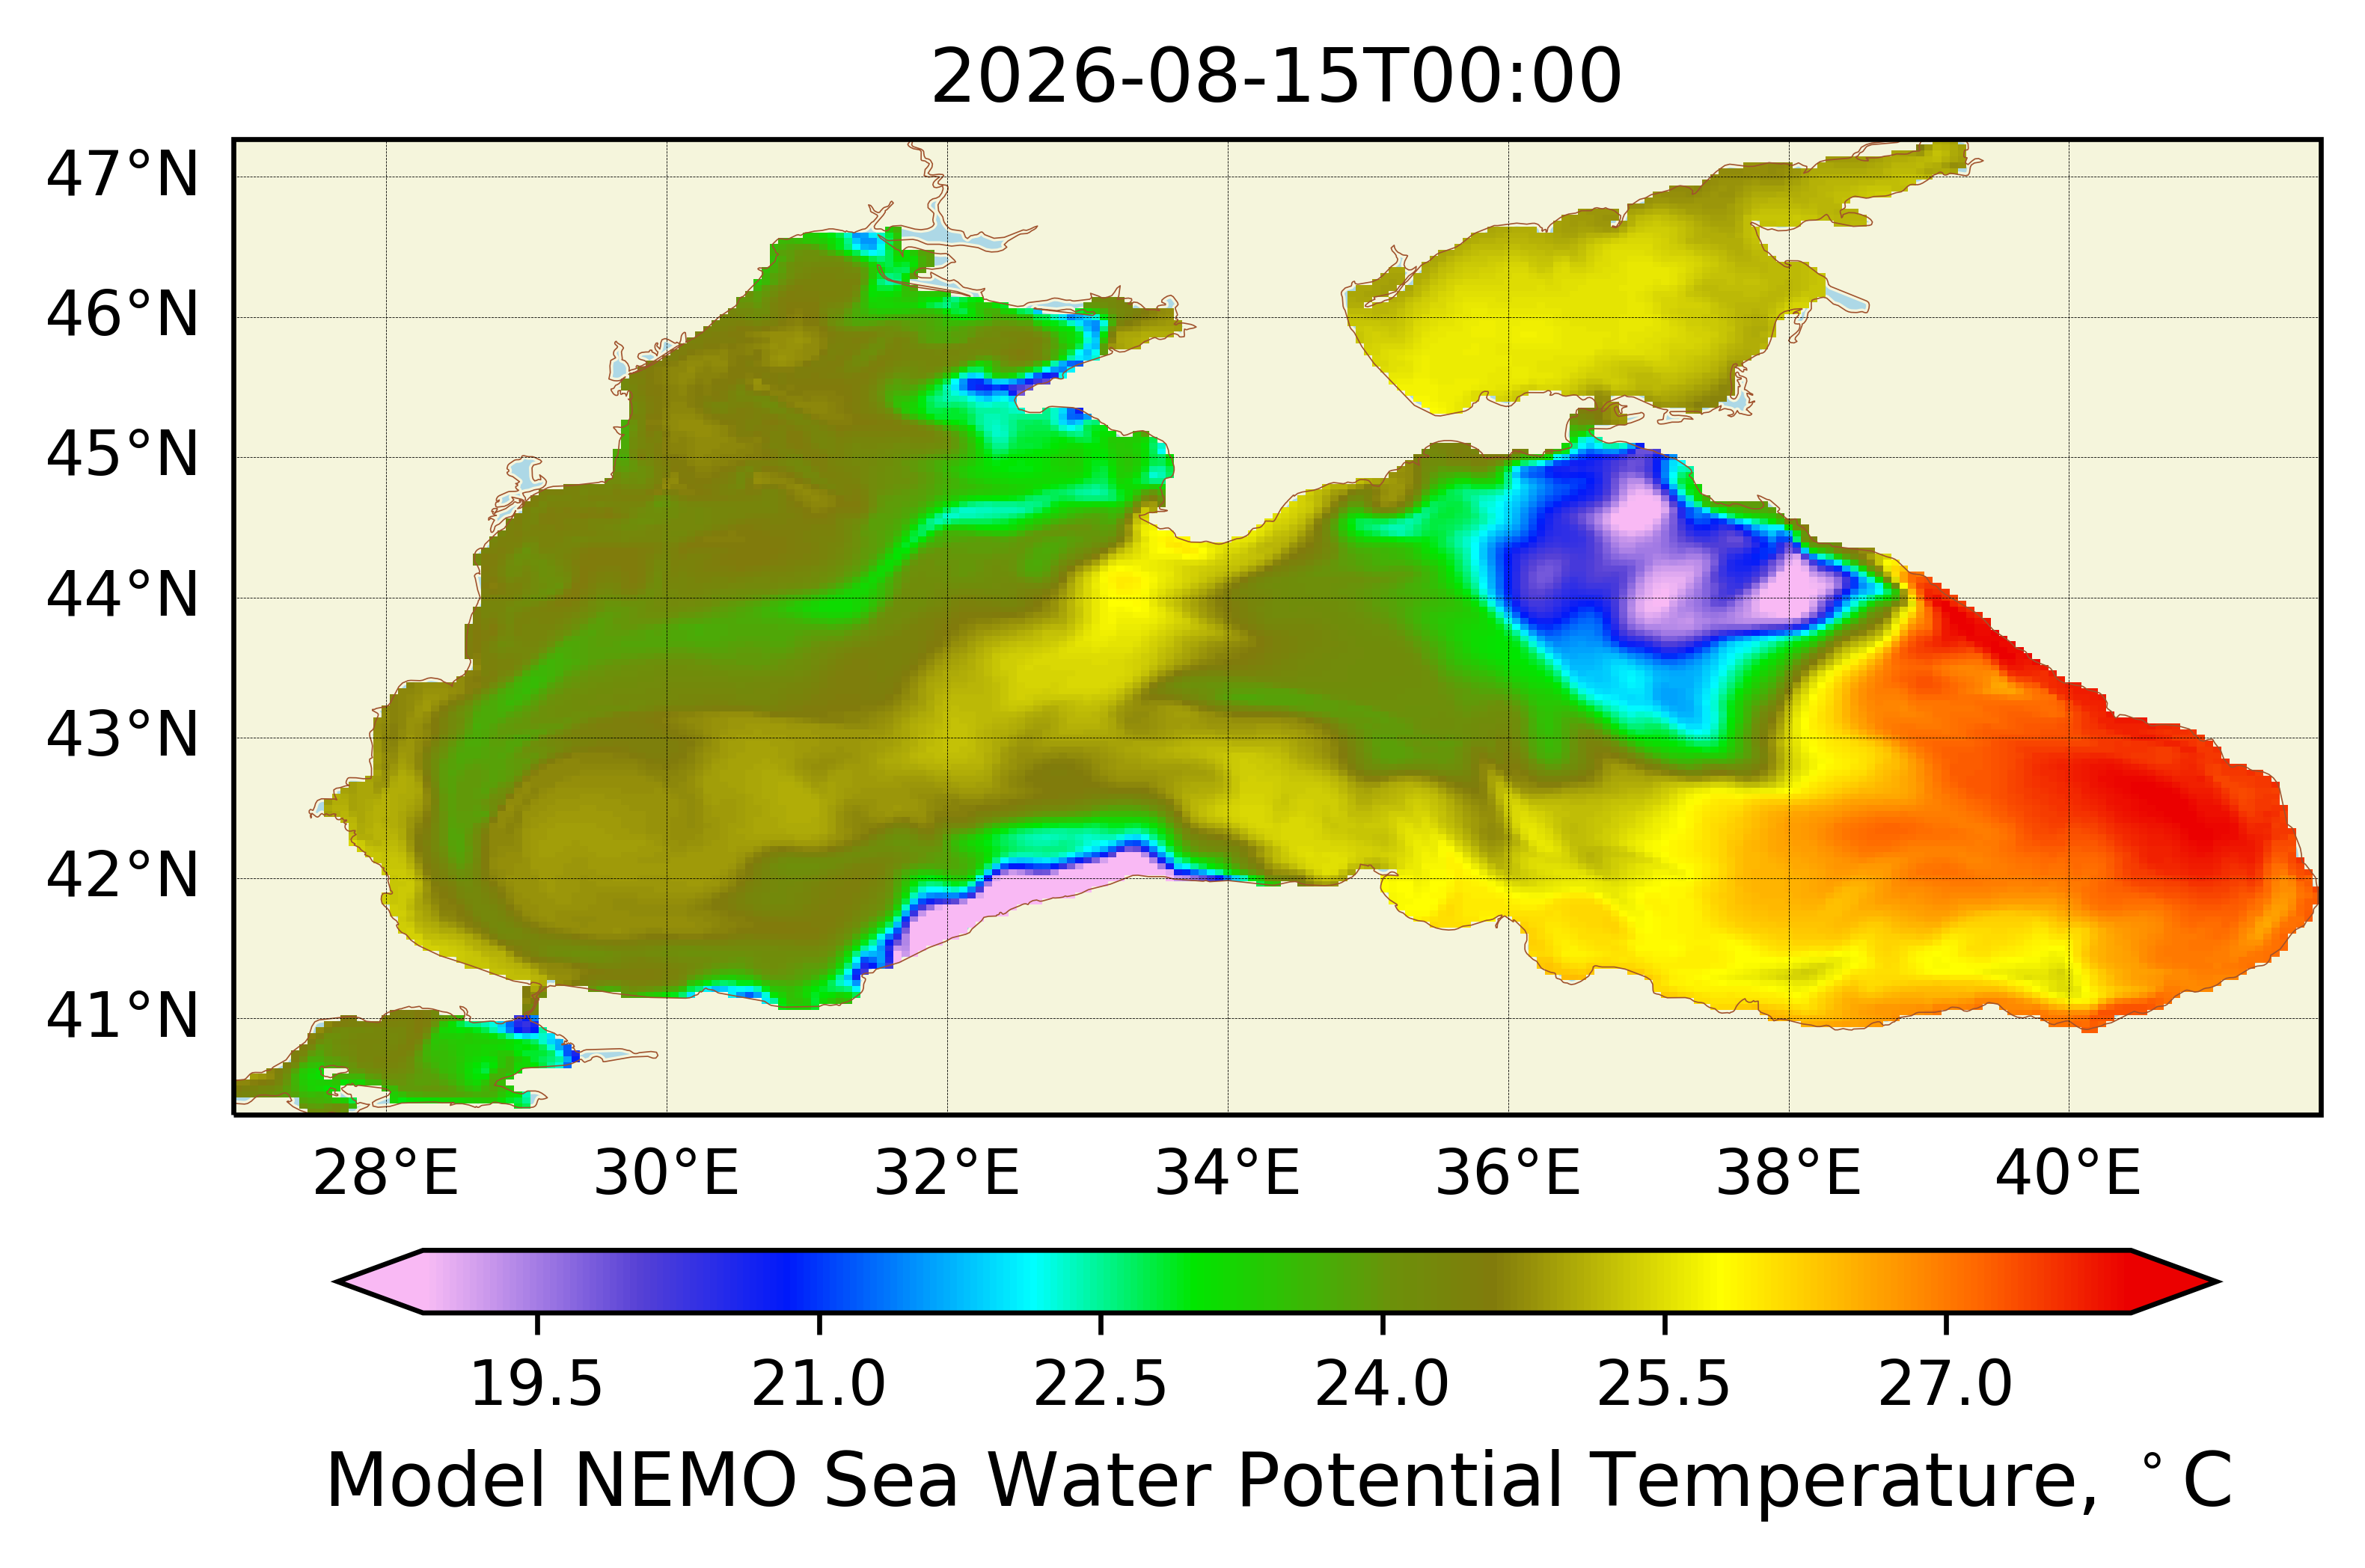 2026-08-15T00:00
47°N
46°N
45°N
44°N
43°N
42°N
41°N
28°E 30°E 32°E 34°E 36°E 38°E 40°E
19.5 21.0 22.5 24.0 25.5 27.0
Model NEMO Sea Water Potential Temperature, °C